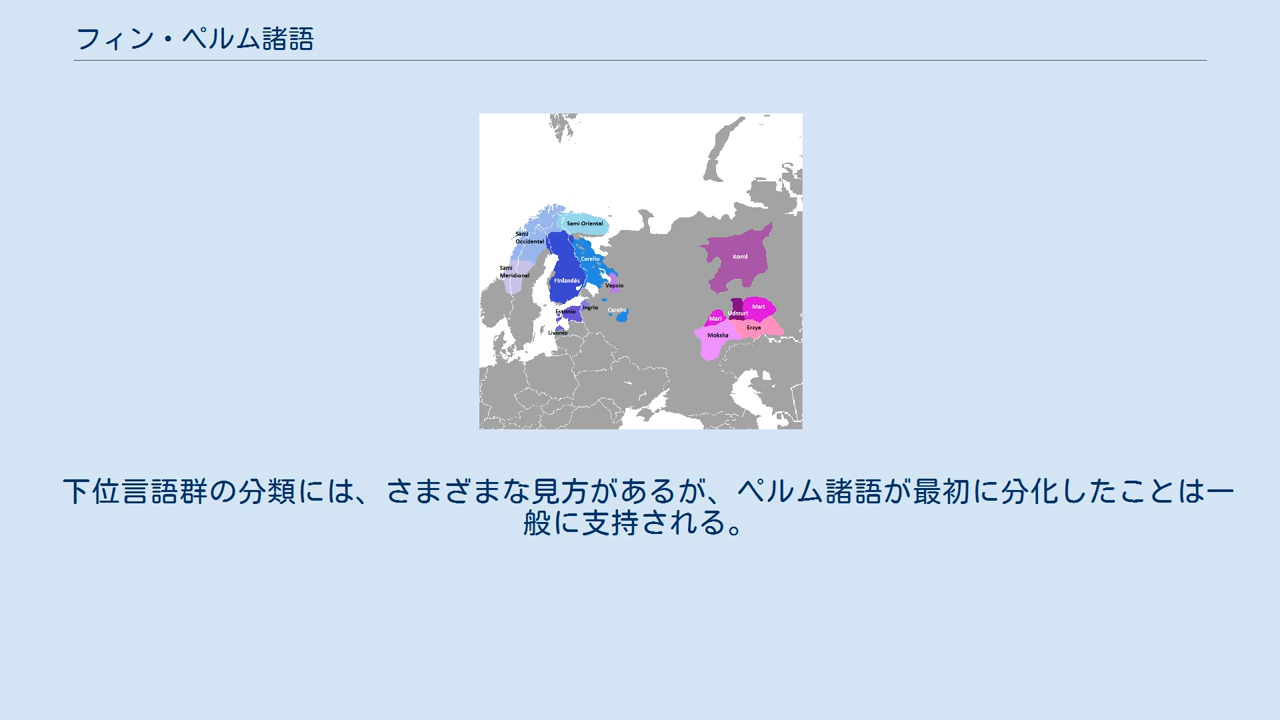 フィン・ペルム諸語
Sami Oriental
Sami
Occidental
Carelio
Komi
Sami
Meridional
Finlandés
Vepsio
Estonio
Ingrio
Carelio
Mari
Udmurt
Mari
Erzya
Livonio
Moksha
下位言語群の分類には、さまざまな見方があるが、ペルム諸語が最初に分化したことは一
般に支持される。